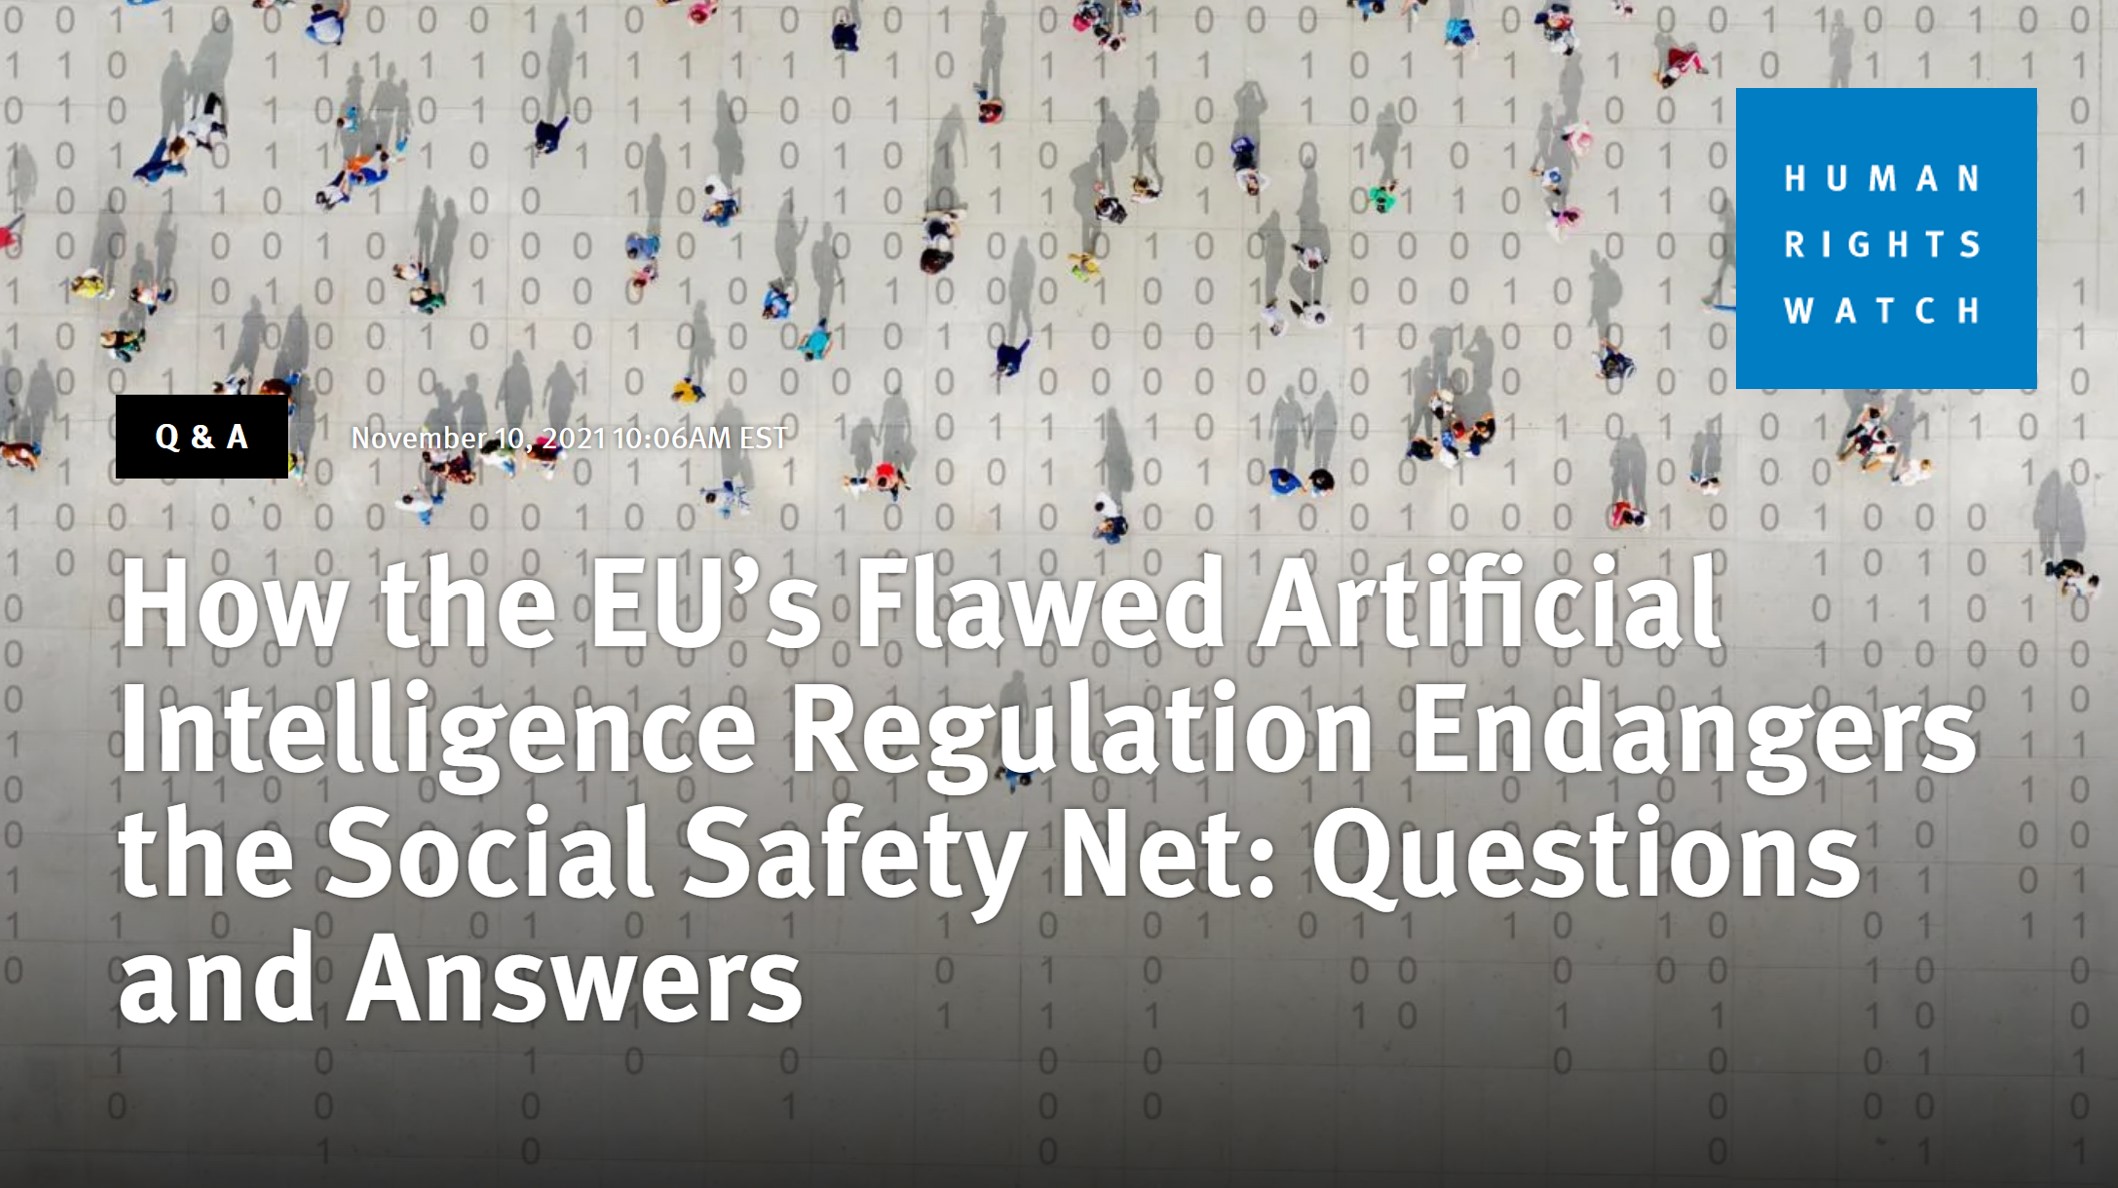 HUMAN
RIGHTS
WATCH
Q & A
November 10, 2021 10:06AM EST
How the EU’s Flawed Artificial
Intelligence Regulation Endangers
the Social Safety Net: Questions
and Answers